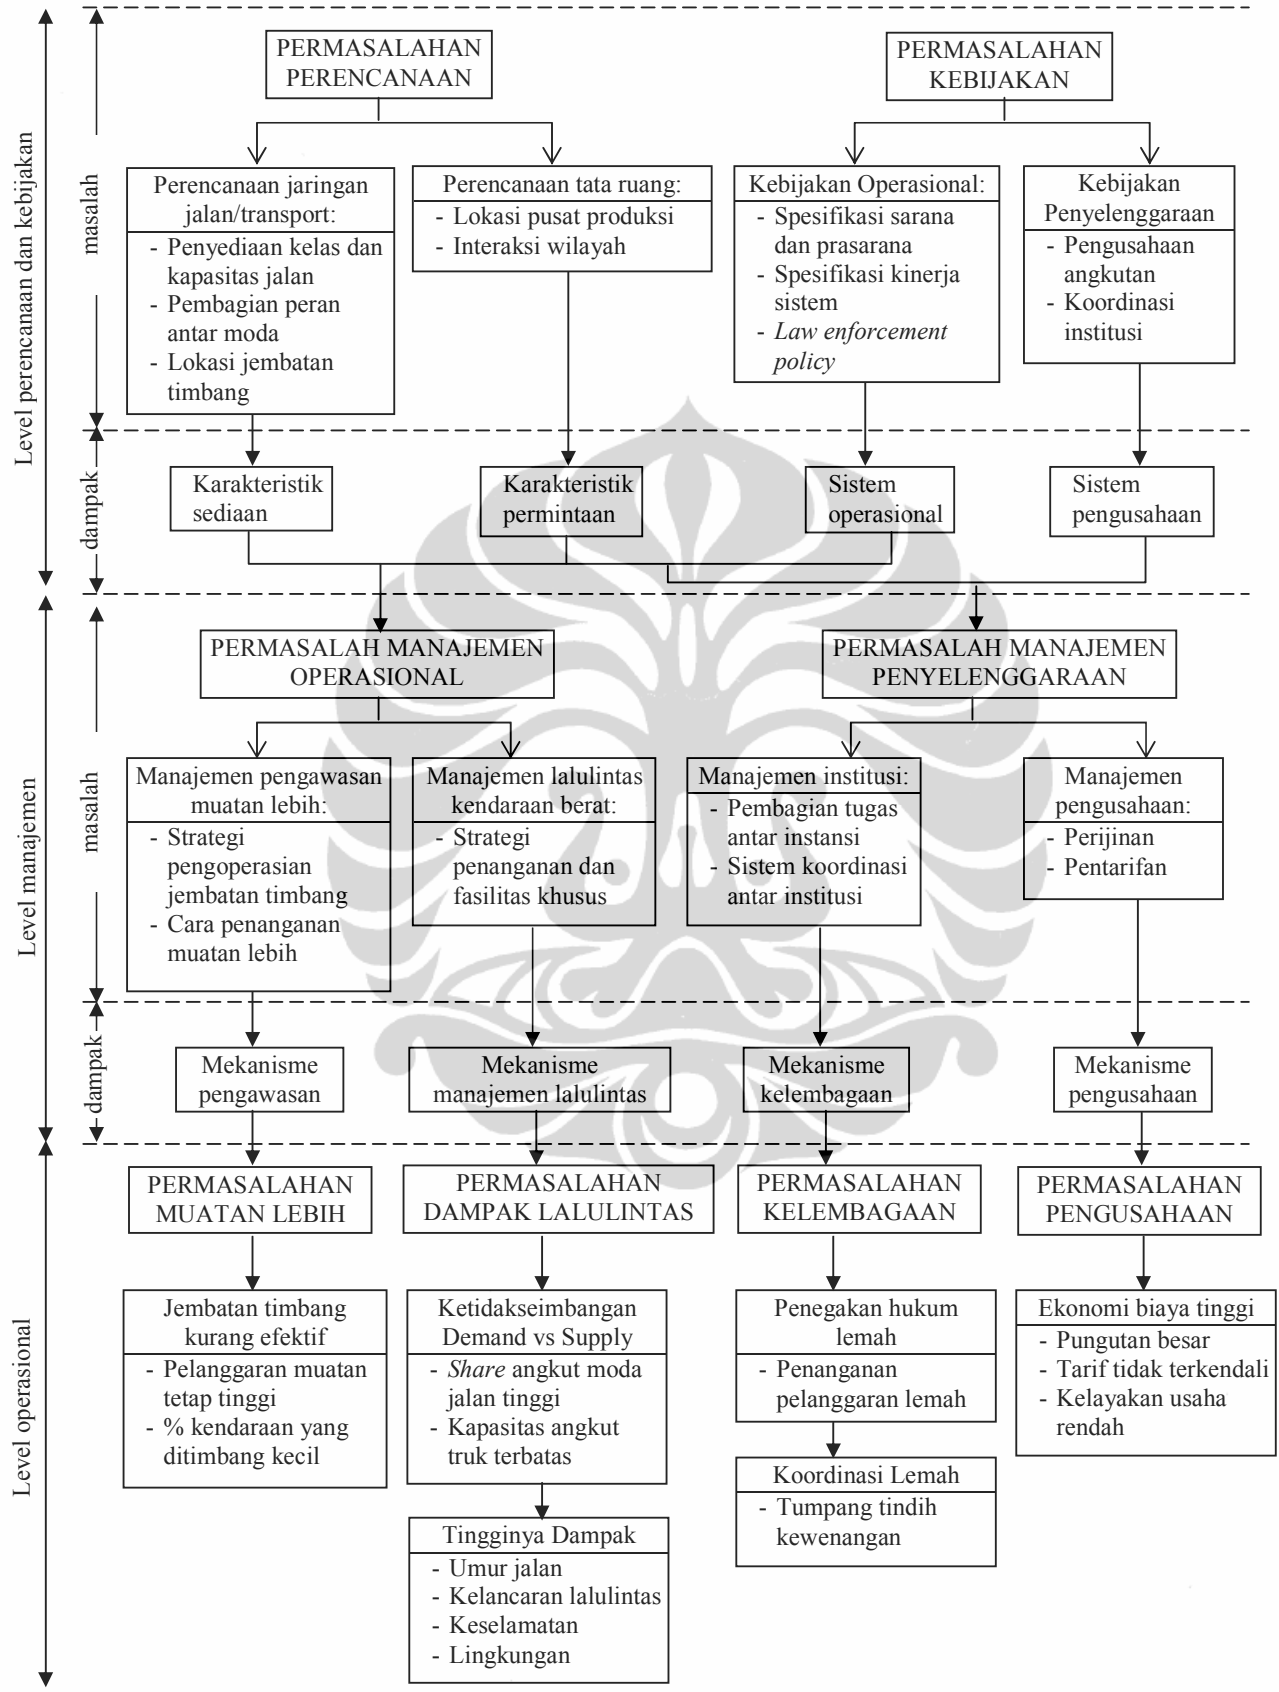 PERMASALAHAN
PERENCANAAN
PERMASALAHAN
KEBIJAKAN
Level perencanaan dan kebijakan
masalah
Perencanaan jaringan
jalan/transport:
- Penyediaan kelas dan
kapasitas jalan
- Pembagian peran
antar moda
- Lokasi jembatan
timbang
Perencanaan tata ruang:
- Lokasi pusat produksi
- Interaksi wilayah
Kebijakan Operasional:
- Spesifikasi sarana
dan prasarana
- Spesifikasi kinerja
sistem
- Law enforcement
policy
Kebijakan
Penyelenggaraan
- Pengusahaan
angkutan
- Koordinasi
institusi
dampak
Karakteristik
sediaan
Karakteristik
permintaan
Sistem
operasional
Sistem
pengusahaan
Level manajemen
masalah
PERMASALAH MANAJEMEN
OPERASIONAL
PERMASALAH MANAJEMEN
PENYELENGGARAAN
Manajemen pengawasan
muatan lebih:
- Strategi
pengoperasian
jembatan timbang
- Cara penanganan
muatan lebih
Manajemen lalulintas
kendaraan berat:
- Strategi
penanganan dan
fasilitas khusus
Manajemen institusi:
- Pembagian tugas
antar instansi
- Sistem koordinasi
antar institusi
Manajemen
pengusahaan:
- Perijinan
- Pentarifan
dampak
Mekanisme
pengawasan
Mekanisme
manajemen lalulintas
Mekanisme
kelembagaan
Mekanisme
pengusahaan
Level operasional
PERMASALAHAN
MUATAN LEBIH
PERMASALAHAN
DAMPAK LALULINTAS
PERMASALAHAN
KELEMBAGAAN
PERMASALAHAN
PENGUSAHAAN
Jembatan timbang
kurang efektif
- Pelanggaran muatan
tetap tinggi
- % kendaraan yang
ditimbang kecil
Ketidakseimbangan
Demand vs Supply
- Share angkut moda
jalan tinggi
- Kapasitas angkut
truk terbatas
Tingginya Dampak
- Umur jalan
- Kelancaran lalulintas
- Keselamatan
- Lingkungan
Penegakan hukum
lemah
- Penanganan
pelanggaran lemah
Koordinasi Lemah
- Tumpang tindih
kewenangan
Ekonomi biaya tinggi
- Pungutan besar
- Tarif tidak terkendali
- Kelayakan usaha
rendah